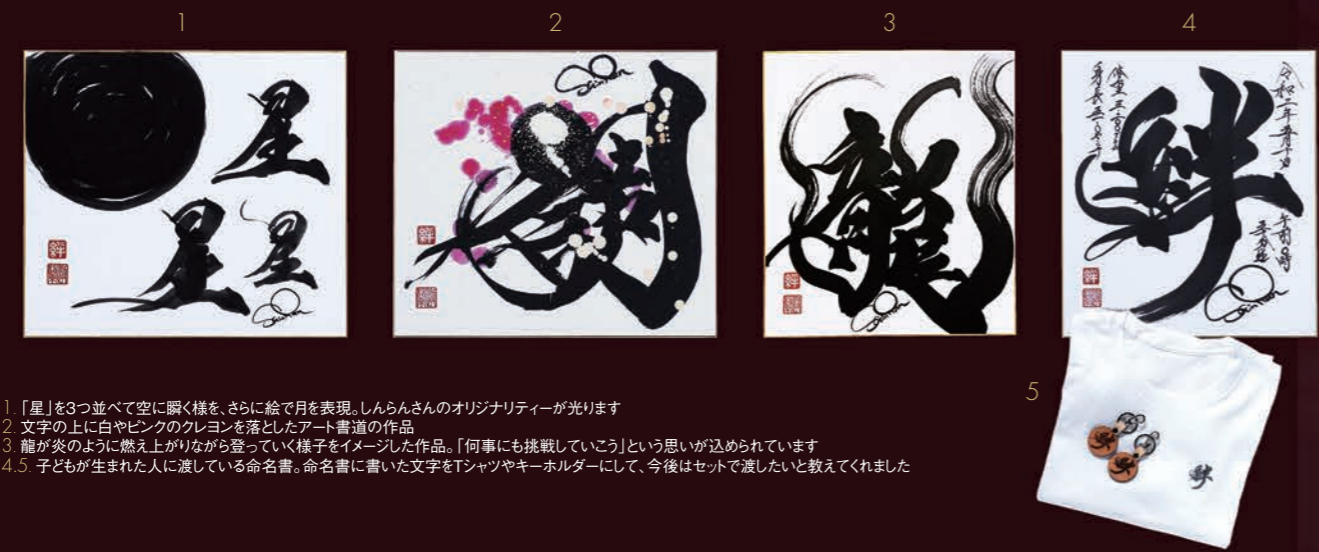 1
2
3
4
星
星
星
龍
絆
5
絆
1. 「星」を3つ並べて空に瞬く様を、さらに絵で月を表現。しんらんさんのオリジナリティーが光ります
2. 文字の上に白やピンクのクレヨンを落としたアート書道の作品
3. 龍が炎のように燃え上がりながら登っていく様子をイメージした作品。「何事にも挑戦していこう」という思いが込められています
4.5. 子どもが生まれた人に渡している命名書。命名書に書いた文字をTシャツやキーホルダーにして、今後はセットで渡したいと教えてくれました